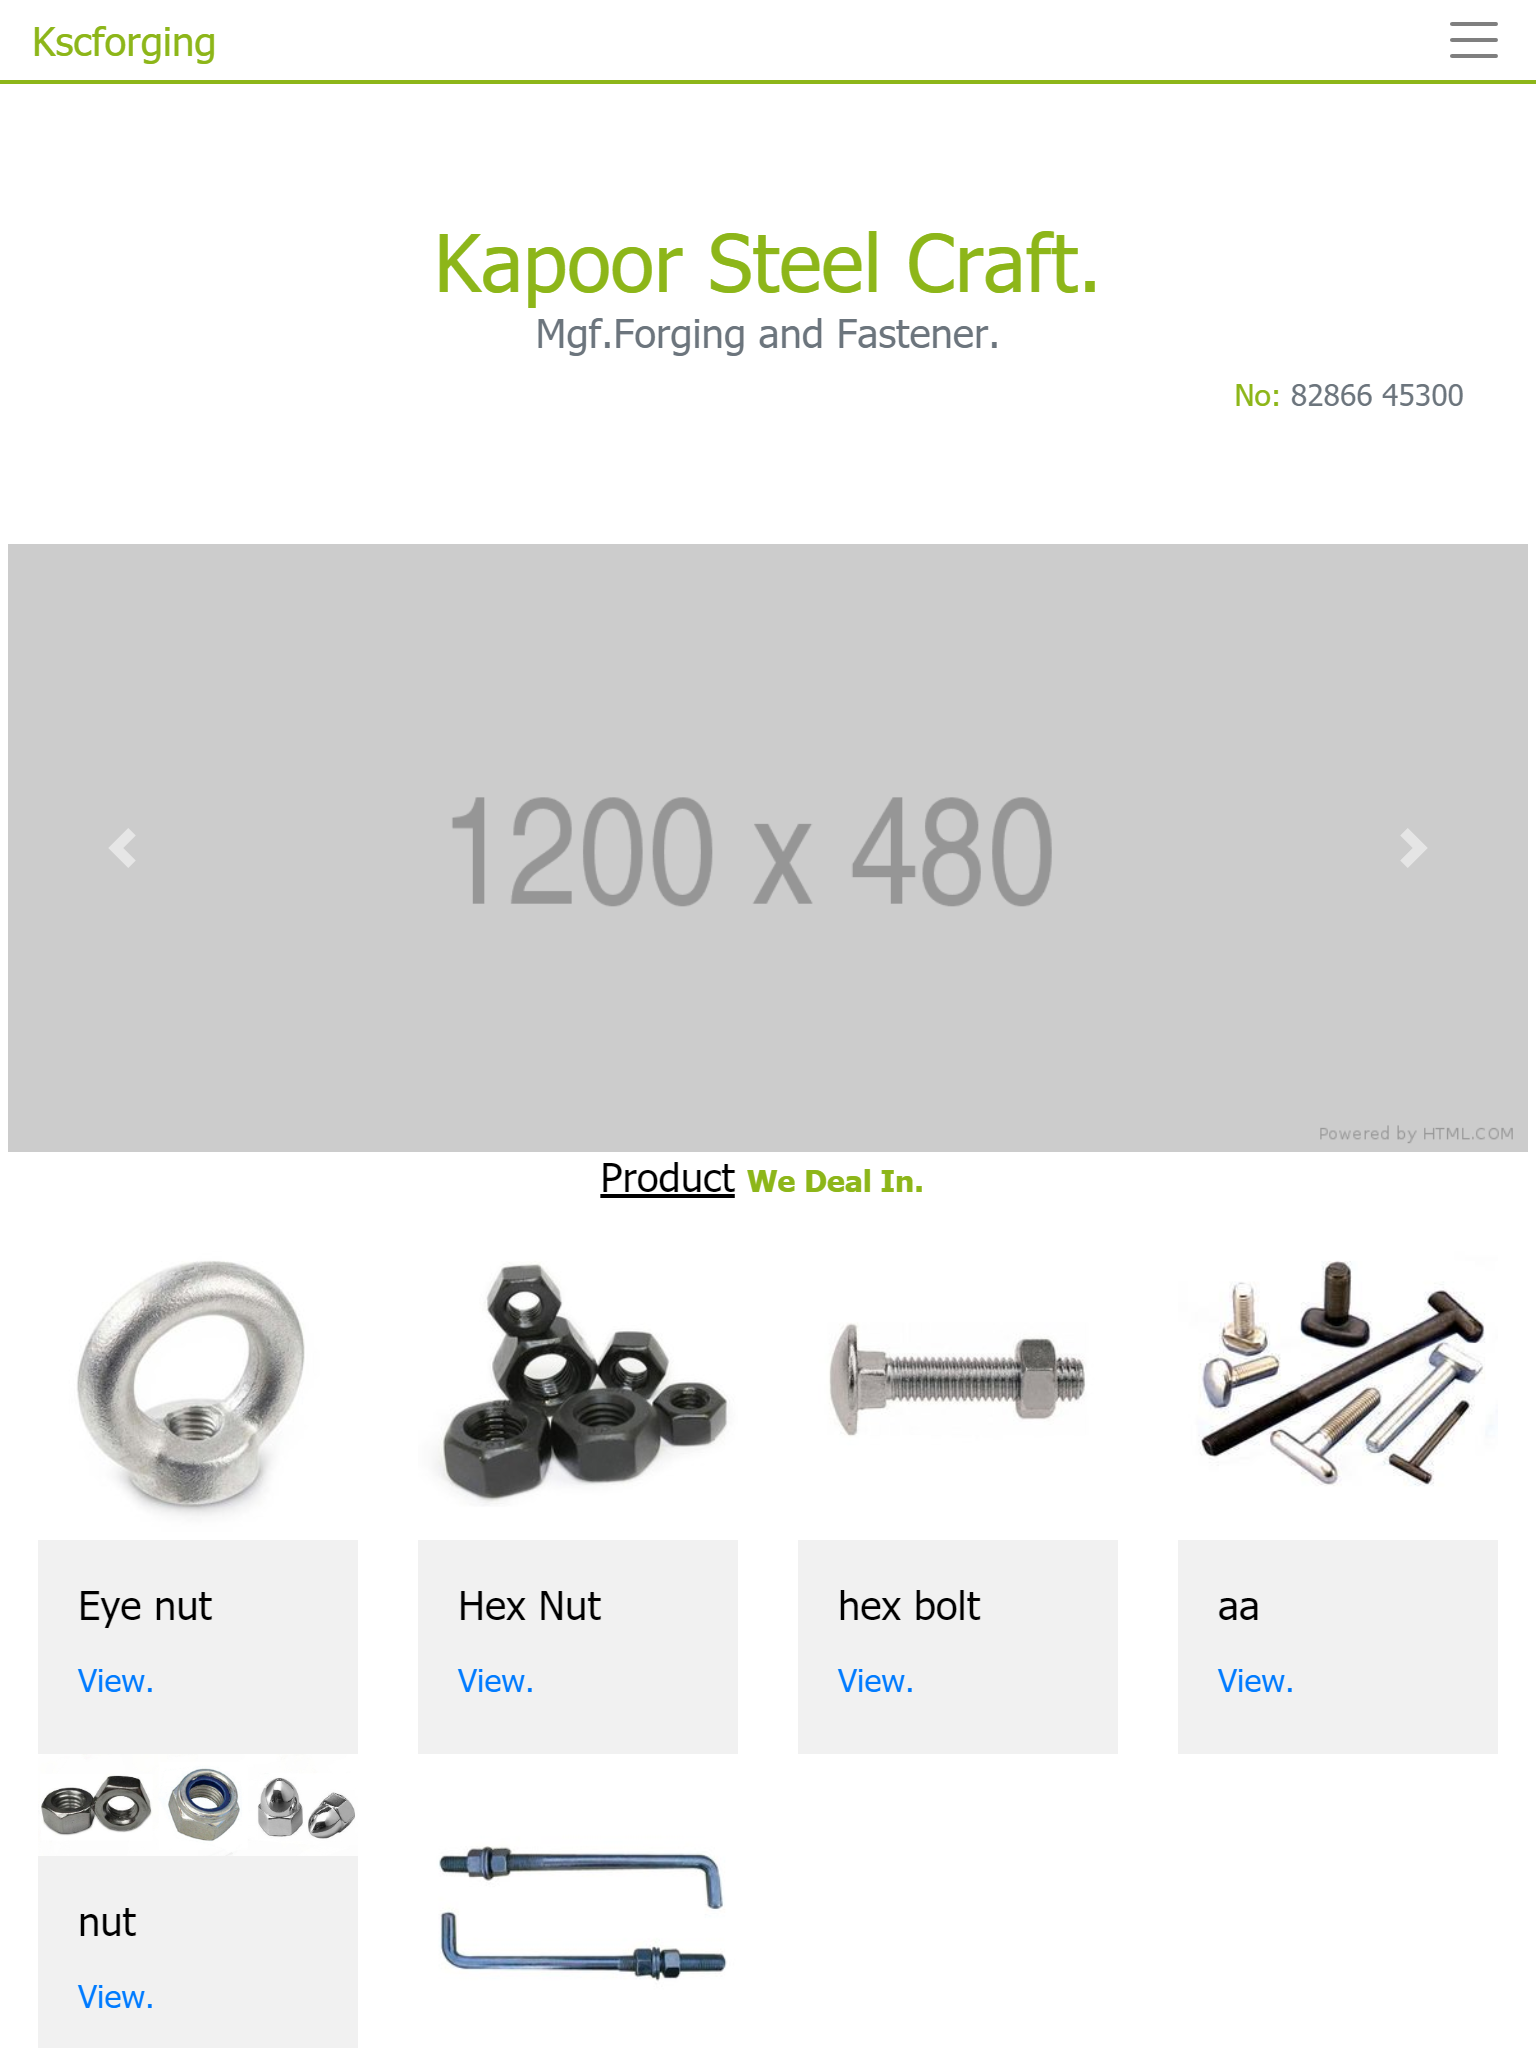 Kscforging
Kapoor Steel Craft.
Mgf.Forging and Fastener.
No: 82866 45300
1200 x 480
Powered by HTML.COM
Product We Deal In.
Eye nut
View.
Hex Nut
View.
hex bolt
View.
aa
View.
nut
View.